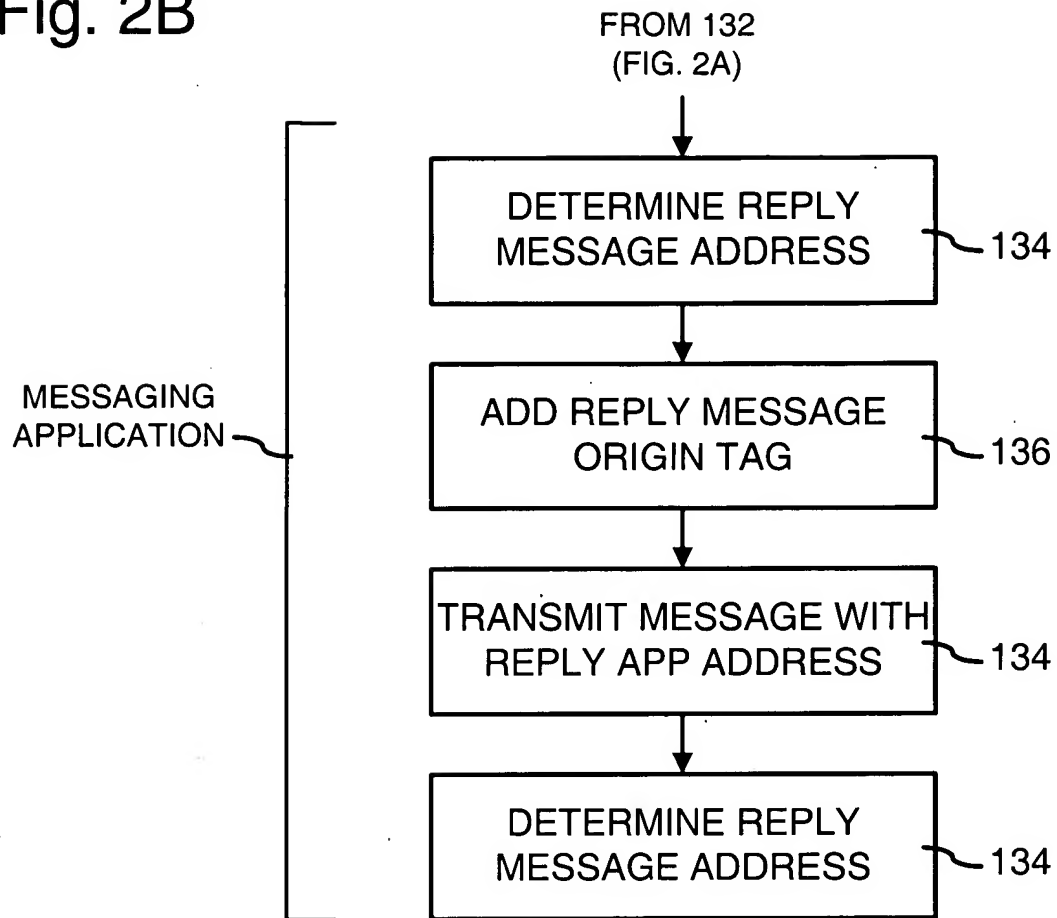 Fig. 2B
FROM 132
(FIG. 2A)
DETERMINE REPLY
MESSAGE ADDRESS
134
MESSAGING
APPLICATION
ADD REPLY MESSAGE
ORIGIN TAG
136
TRANSMIT MESSAGE WITH
REPLY APP ADDRESS
134
DETERMINE REPLY
MESSAGE ADDRESS
134